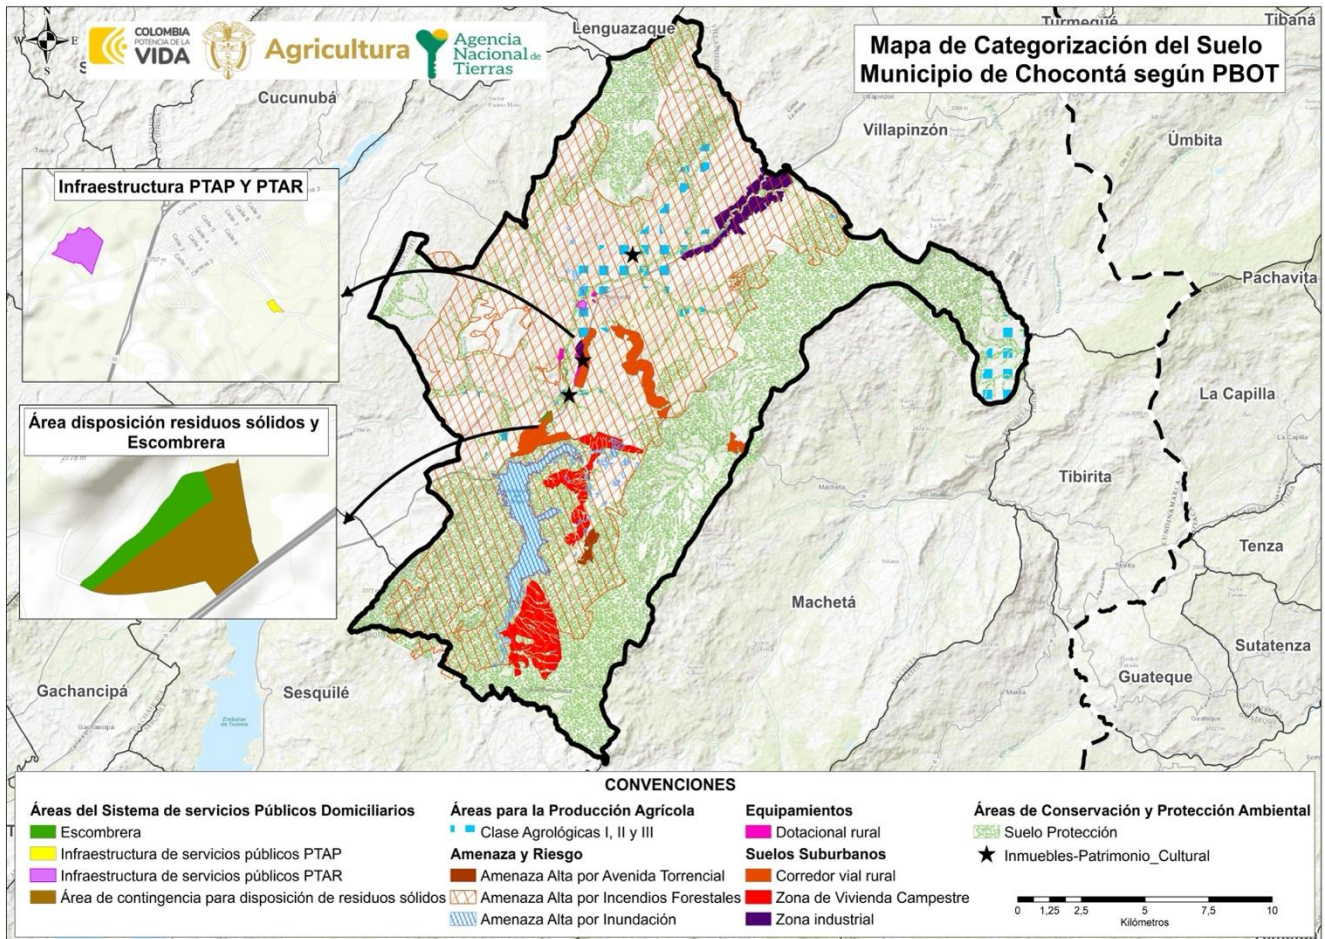 N
W
E
S
COLOMBIA
POTENCIA DE LA
VIDA
Agricultura
Agencia
Nacional de
Tierras
Mapa de Categorización del Suelo
Municipio de Chocontá según PBOT
Lenguazaque
Turmequé
Tibaná
Cucunubá
Villapinzón
Úmbita
Pachavita
La Capilla
Tibirita
Tenza
Machetá
Sutatenza
Guateque
Gachancipá
Sesquilé
Embalse
de Tominé
Infraestructura PTAP Y PTAR
Área disposición residuos sólidos y
Escombrera
CONVENCIONES
Áreas del Sistema de servicios Públicos Domiciliarios
Escombrera
Infraestructura de servicios públicos PTAP
Infraestructura de servicios públicos PTAR
Área de contingencia para disposición de residuos sólidos
Áreas para la Producción Agrícola
Clase Agrológicas I, II y III
Amenaza y Riesgo
Amenaza Alta por Avenida Torrencial
Amenaza Alta por Incendios Forestales
Amenaza Alta por Inundación
Equipamientos
Dotacional rural
Suelos Suburbanos
Corredor vial rural
Zona de Vivienda Campestre
Zona industrial
Áreas de Conservación y Protección Ambiental
Suelo Protección
Inmuebles-Patrimonio_Cultural
0 1,25 2,5 5 7,5 10
Kilómetros